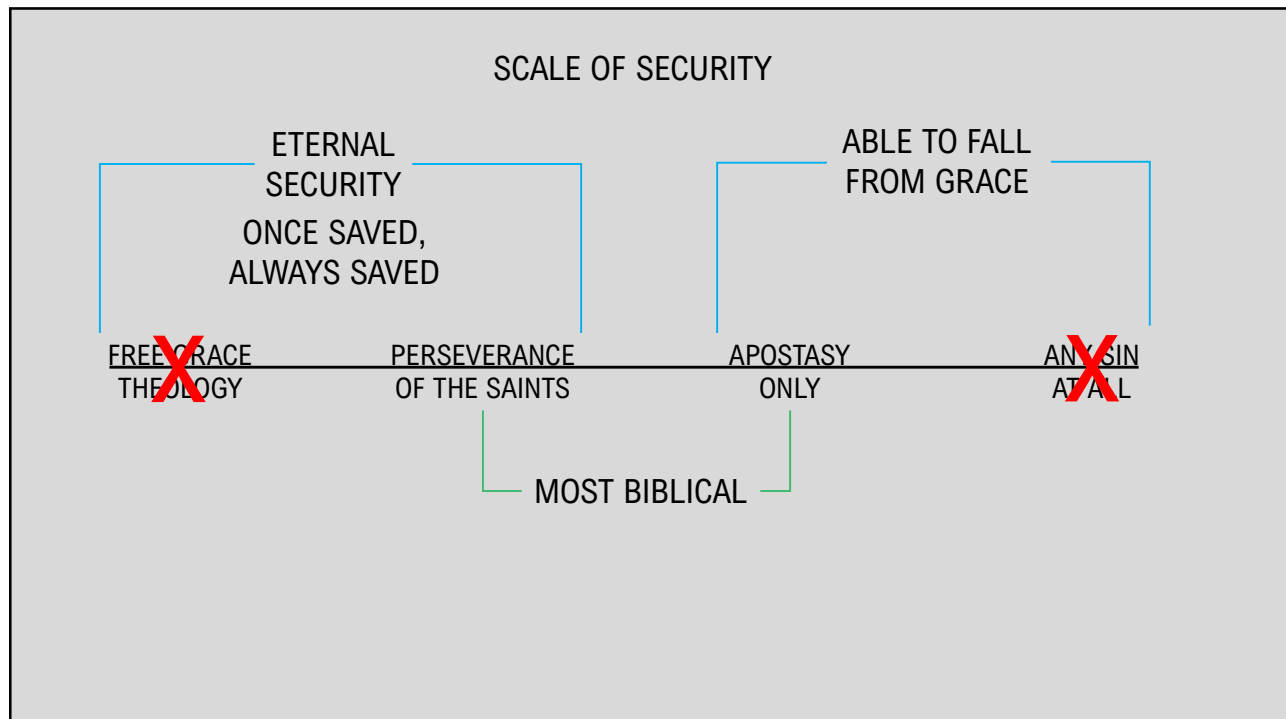 SCALE OF SECURITY
ETERNAL
SECURITY
ONCE SAVED,
ALWAYS SAVED
ABLE TO FALL
FROM GRACE
FREE GRACE
THEOLOGY
PERSEVERANCE
OF THE SAINTS
APOSTASY
ONLY
ANY SIN
AT ALL
X
X
MOST BIBLICAL